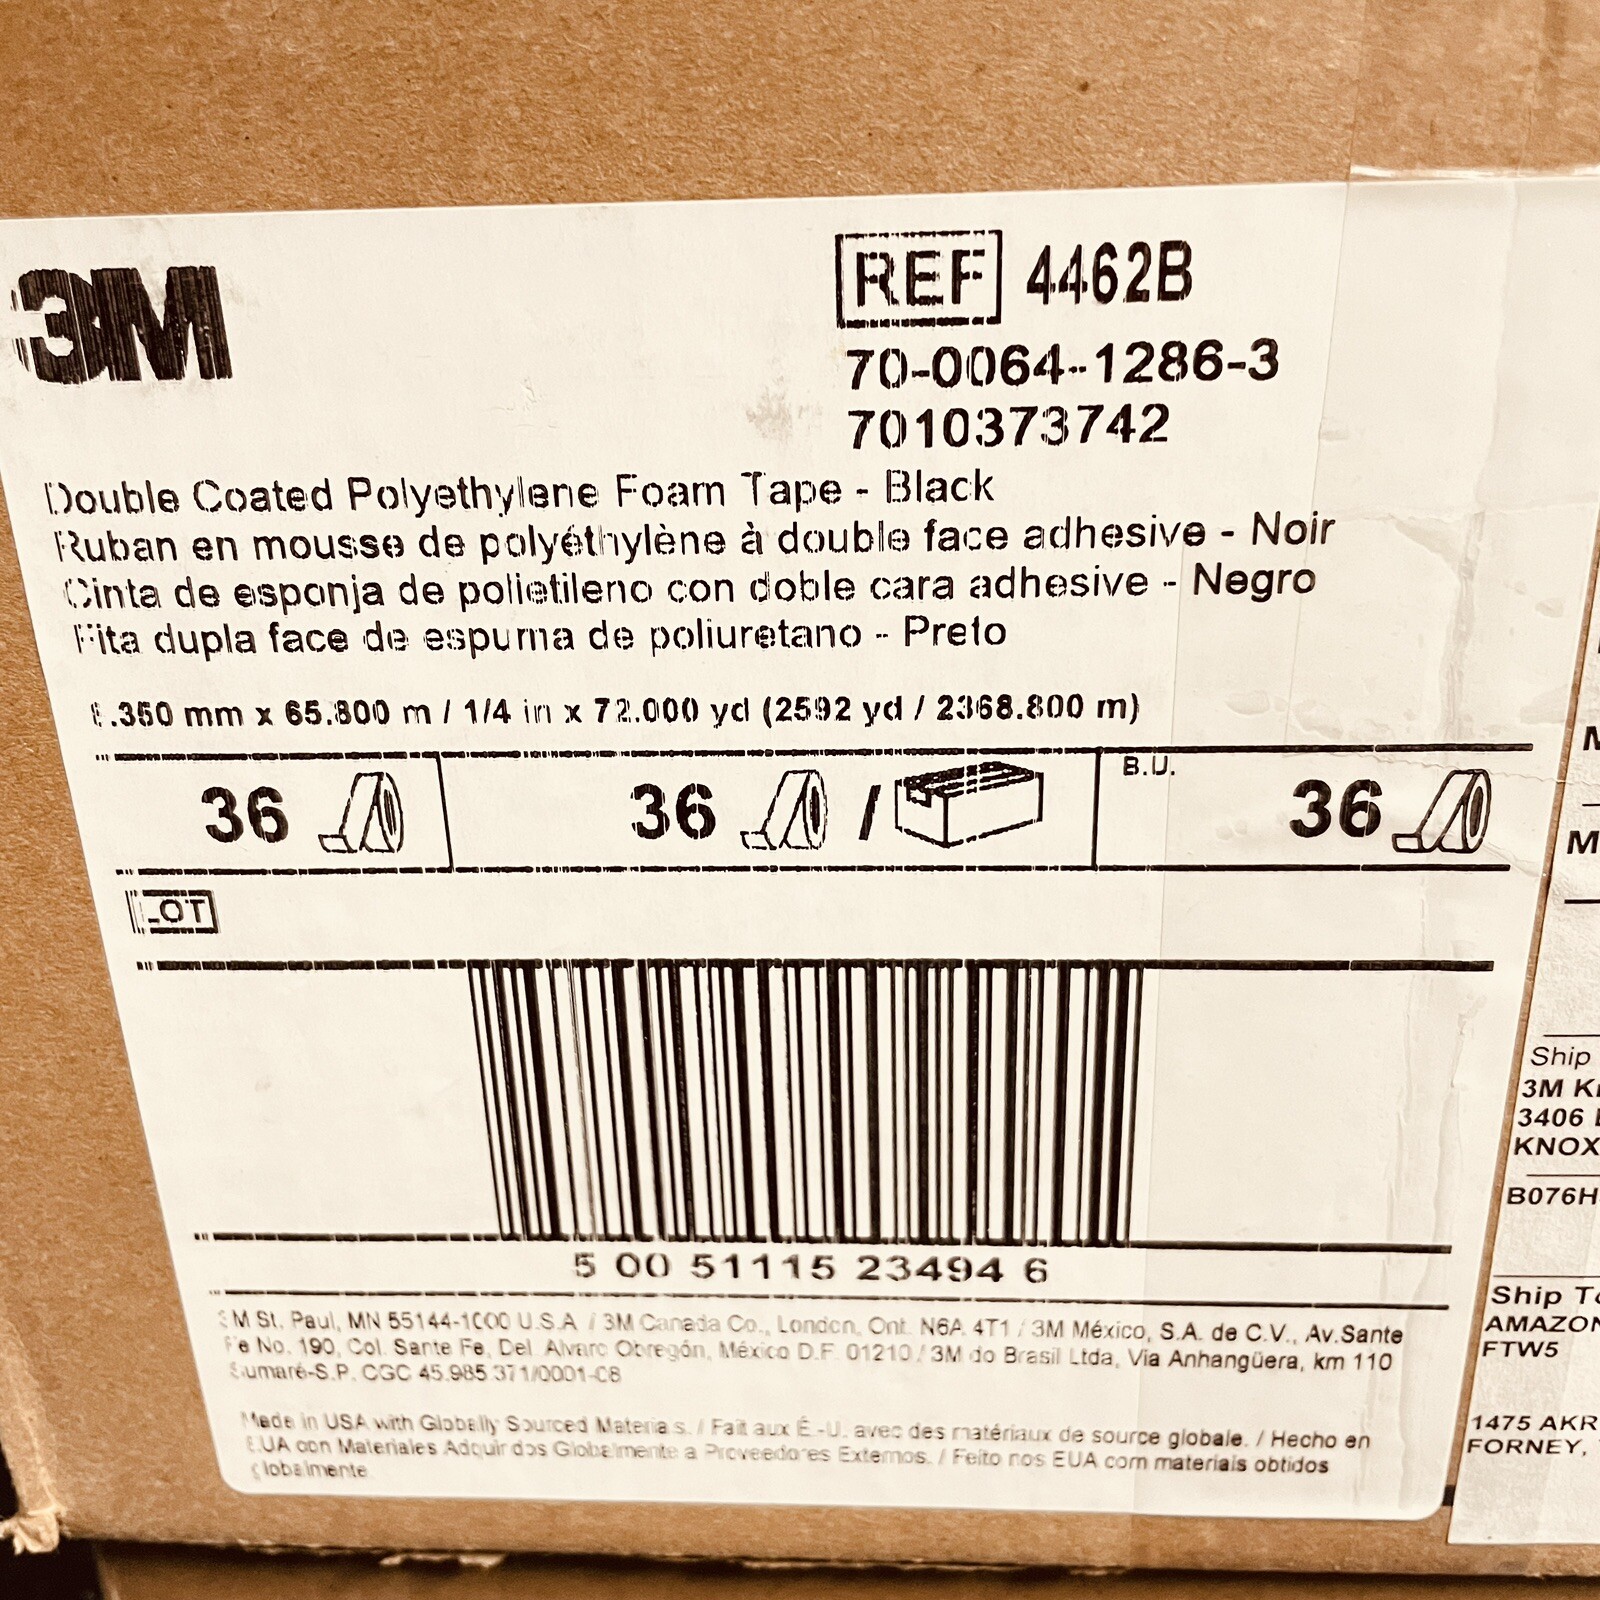 3M
REF 4462B
70-0064-1286-3
7010373742
Double Coated Polyethylene Foam Tape - Black
Ruban en mousse de polyéthylène à double face adhesive - Noir
Cinta de esponja de polietileno con doble cara adhesive - Negro
Fita dupla face de espuma de poliuretano - Preto
6.350 mm x 65.800 m / 1/4 in x 72.000 yd (2592 yd / 2368.800 m)
36
36 /
B.U.
36
LOT
5 00 51115 23494 6
3M St. Paul, MN 55144-1000 U.S.A / 3M Canada Co., London, Ont. N6A 4T1 / 3M México, S.A. de C.V., Av.Sante
Fe No. 190, Col. Sante Fe, Del. Alvaro Obregón, México D.F. 01210 / 3M do Brasil Ltda, Via Anhangüera, km 110
Sumaré-S.P. CGC 45.985.371/0001-08
Made in USA with Globally Sourced Materials. / Fait aux É.-U. avec des matériaux de source globale. / Hecho en
EUA con Materiales Adquiridos Globalmente a Proveedores Externos. / Feito nos EUA com materiais obtidos
globalmente
Ship
3M
3406
KNOX
B076H
Ship To
AMAZON
FTW5
1475 AKR
FORNEY,